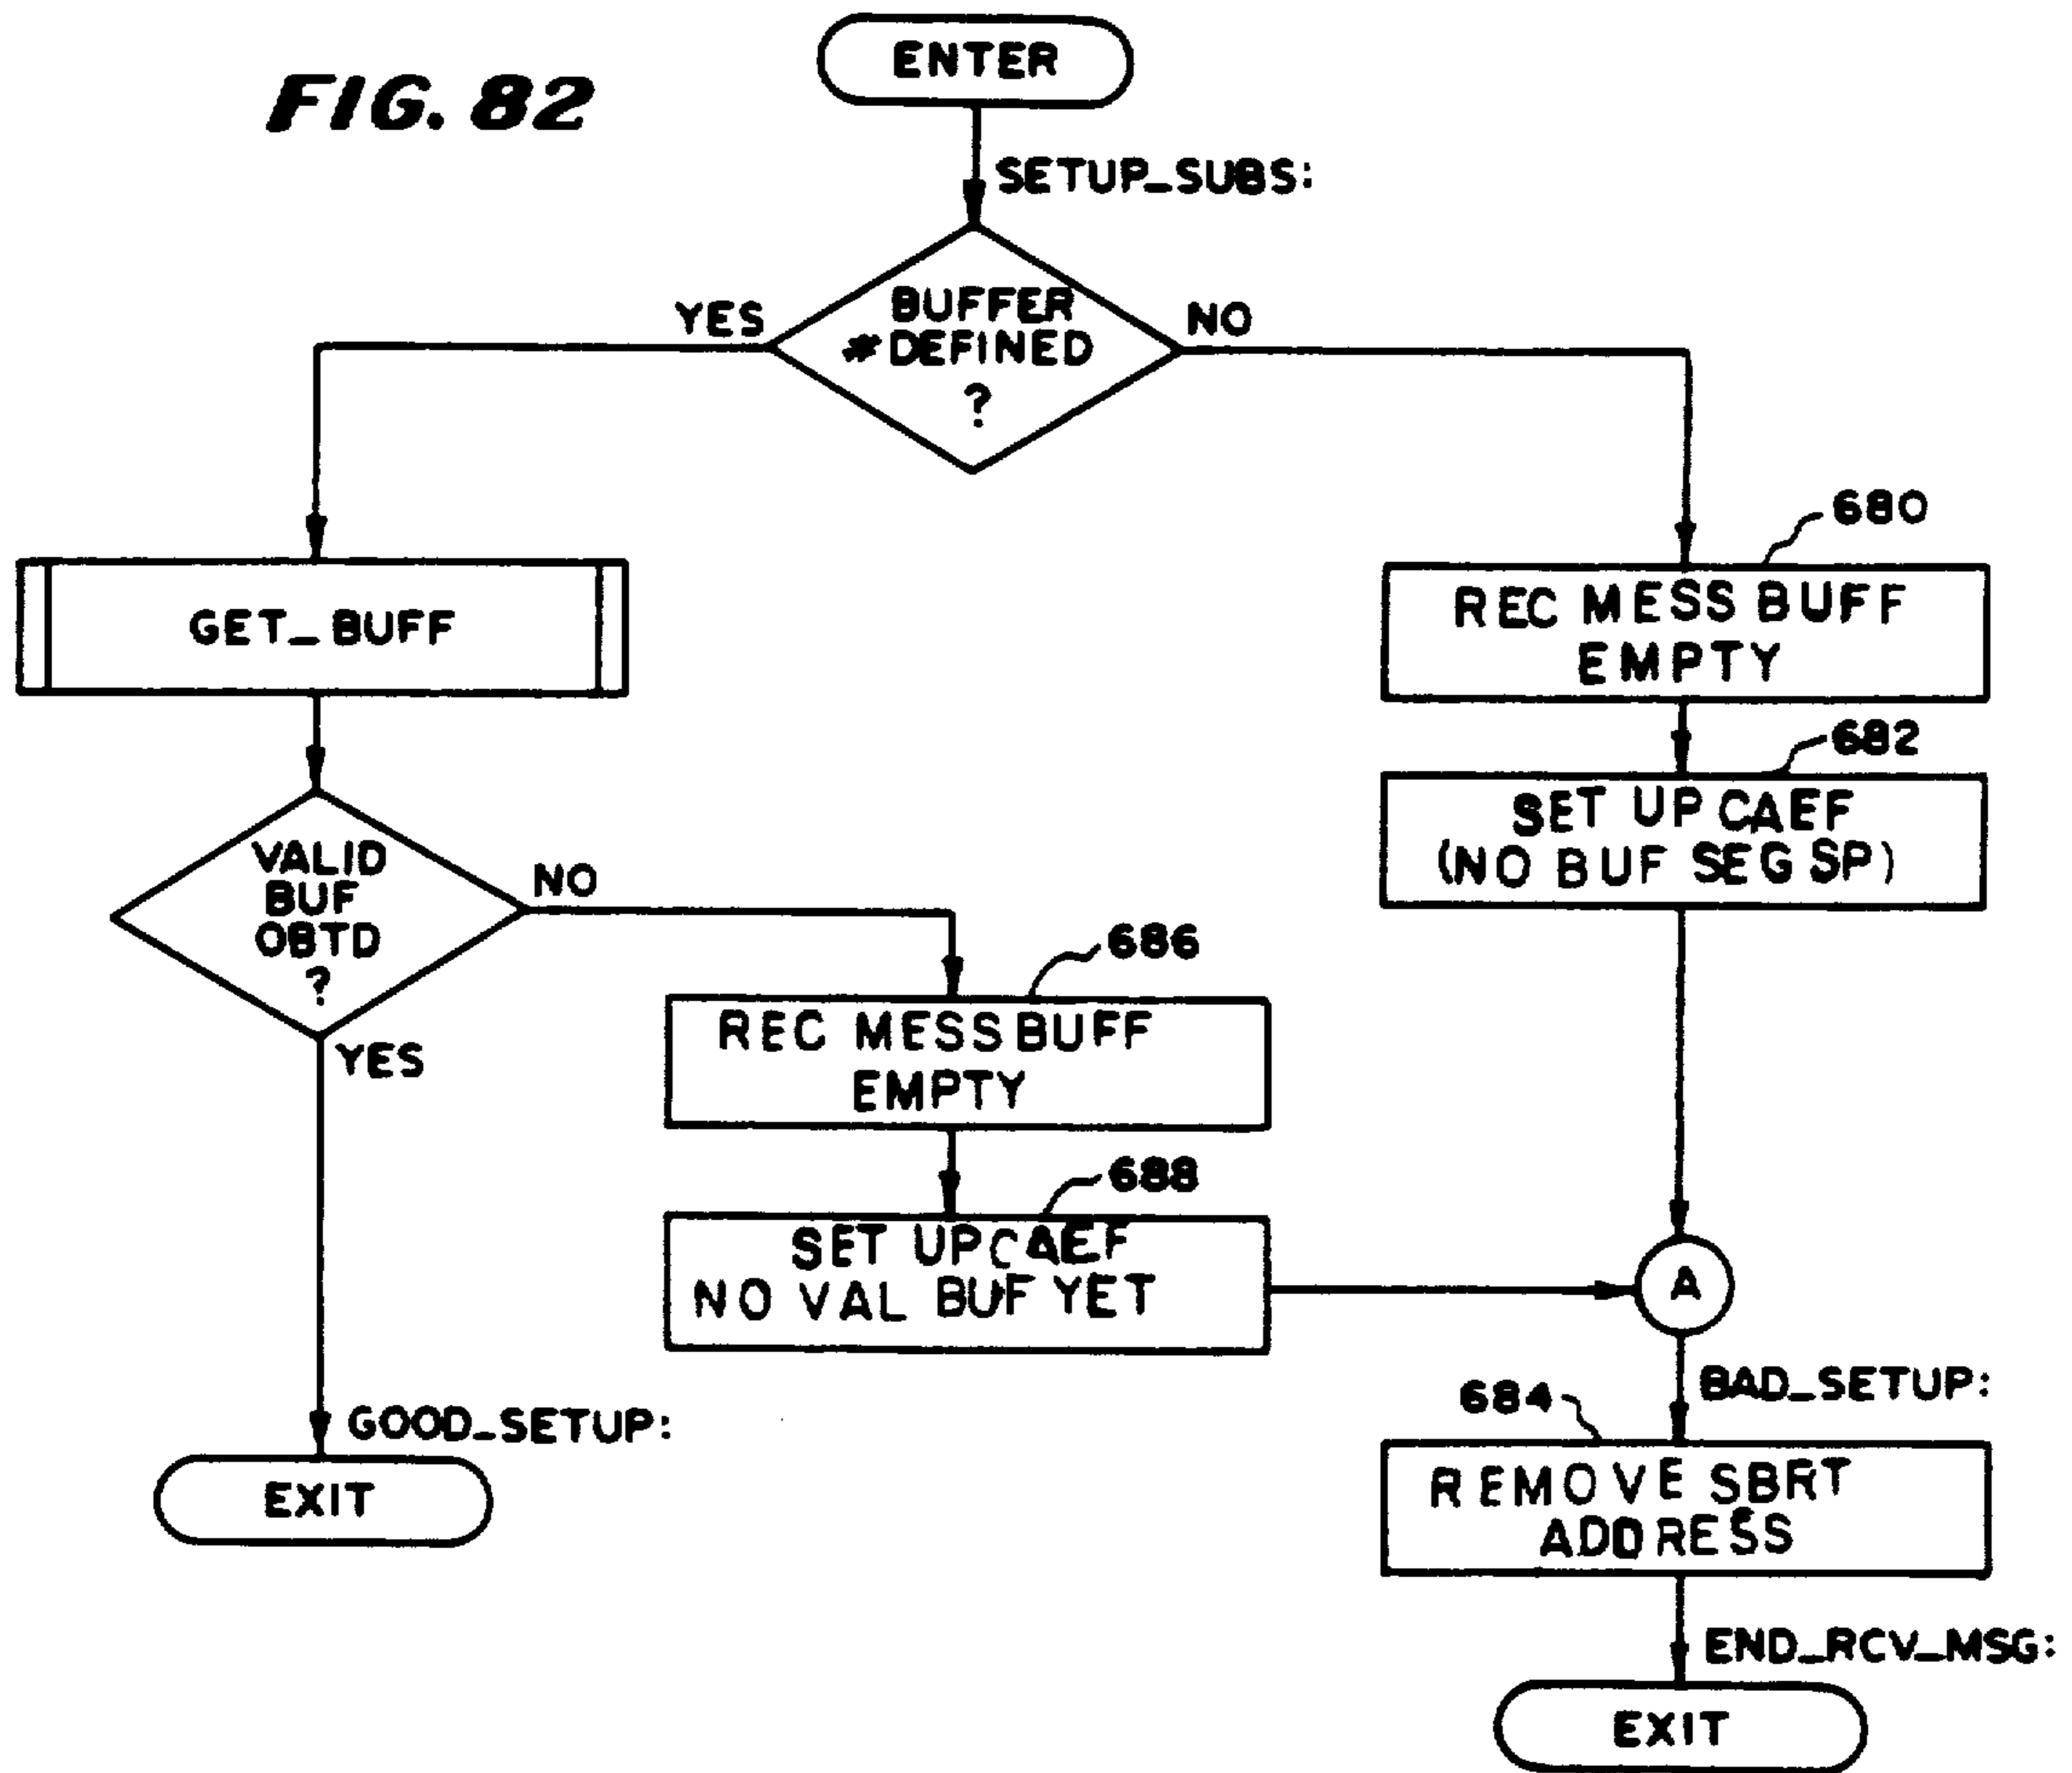 FIG. 82
ENTER
SETUP_SUBS:
BUFFER
#DEFINED
?
YES
NO
680
REC MESS BUFF
EMPTY
GET_BUFF
682
SET UP CAEF
(NO BUF SEG SP)
VALID
BUF
OBTD
?
NO
YES
686
REC MESS BUFF
EMPTY
688
SET UP CAEF
NO VAL BUF YET
A
BAD_SETUP:
684
GOOD_SETUP:
EXIT
REMOVE SBRT
ADDRESS
END_RCV_MSG:
EXIT